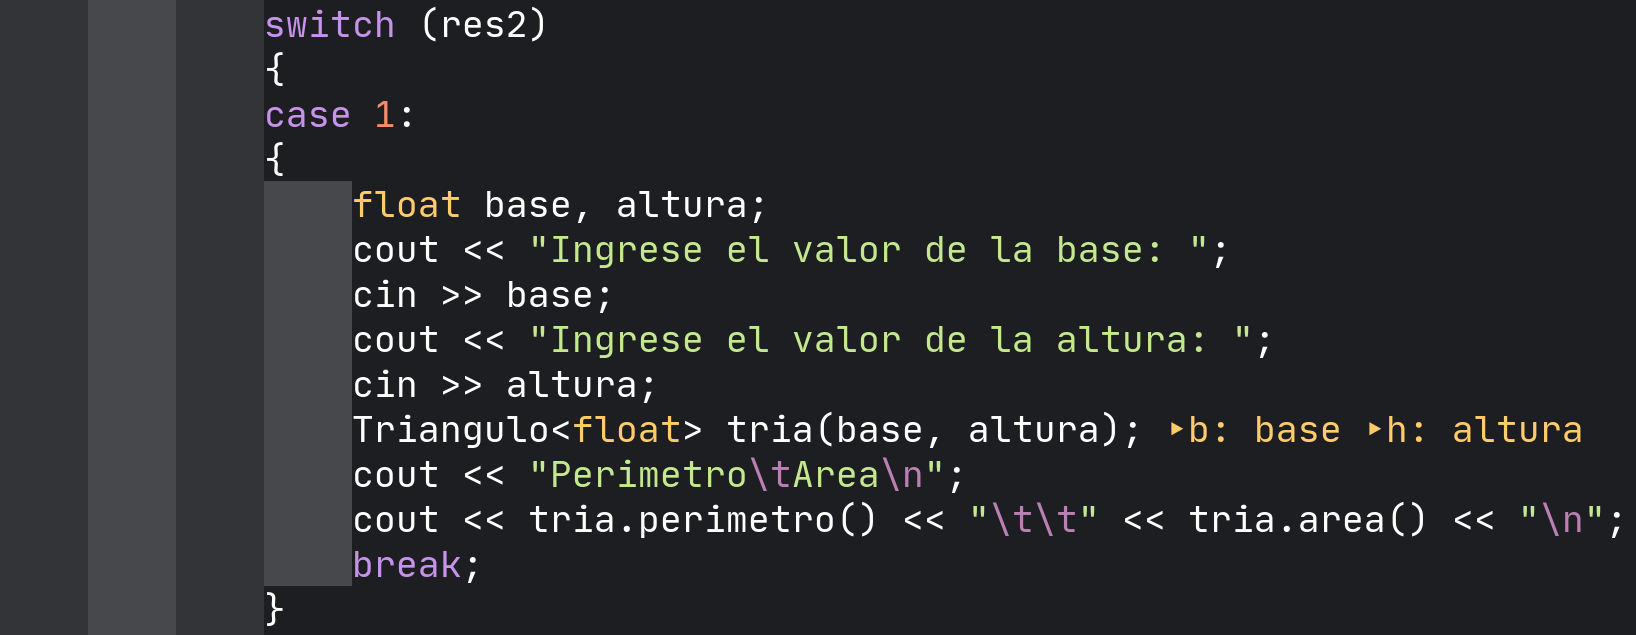 switch (res2)
{
case 1:
{
float base, altura;
cout << "Ingrese el valor de la base: ";
cin >> base;
cout << "Ingrese el valor de la altura: ";
cin >> altura;
Triangulo<float> tria(base, altura); ‣b: base ‣h: altura
cout << "Perimetro\tArea\n";
cout << tria.perimetro() << "\t\t" << tria.area() << "\n";
break;
}